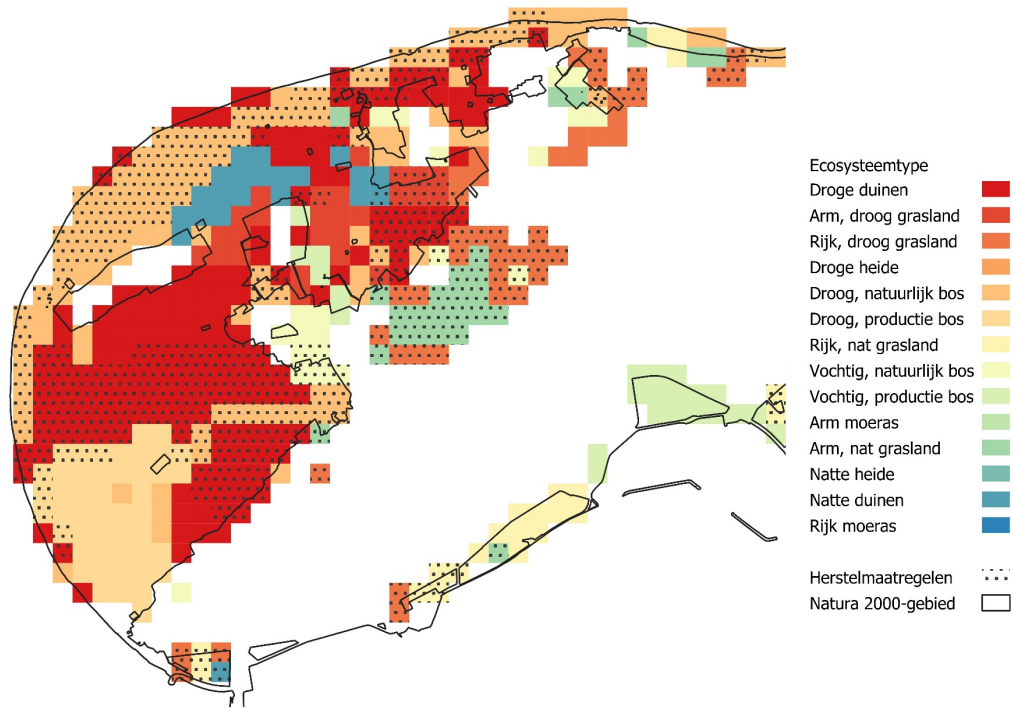 Ecosysteemtype
Droge duinen
Arm, droog grasland
Rijk, droog grasland
Droge heide
Droog, natuurlijk bos
Droog, productie bos
Rijk, nat grasland
Vochtig, natuurlijk bos
Vochtig, productie bos
Arm moeras
Arm, nat grasland
Natte heide
Natte duinen
Rijk moeras
Herstelmaatregelen
Natura 2000-gebied